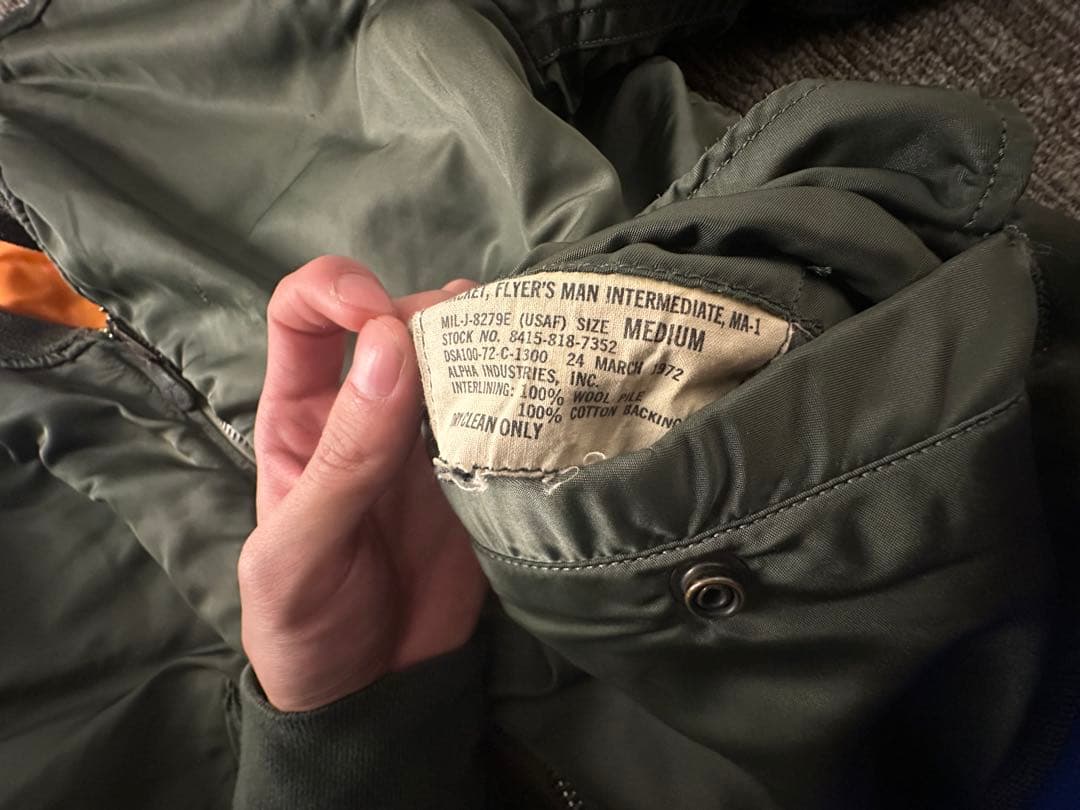 FLYER'S MAN INTERMEDIATE, MA-1
MIL-J-8279E (USAF) SIZE MEDIUM
STOCK NO. 8415-818-7352
DSA100-72-C-1300 24 MARCH 1972
ALPHA INDUSTRIES, INC.
INTERLINING: 100% WOOL PILE
100% COTTON BACKING
CLEAN ONLY